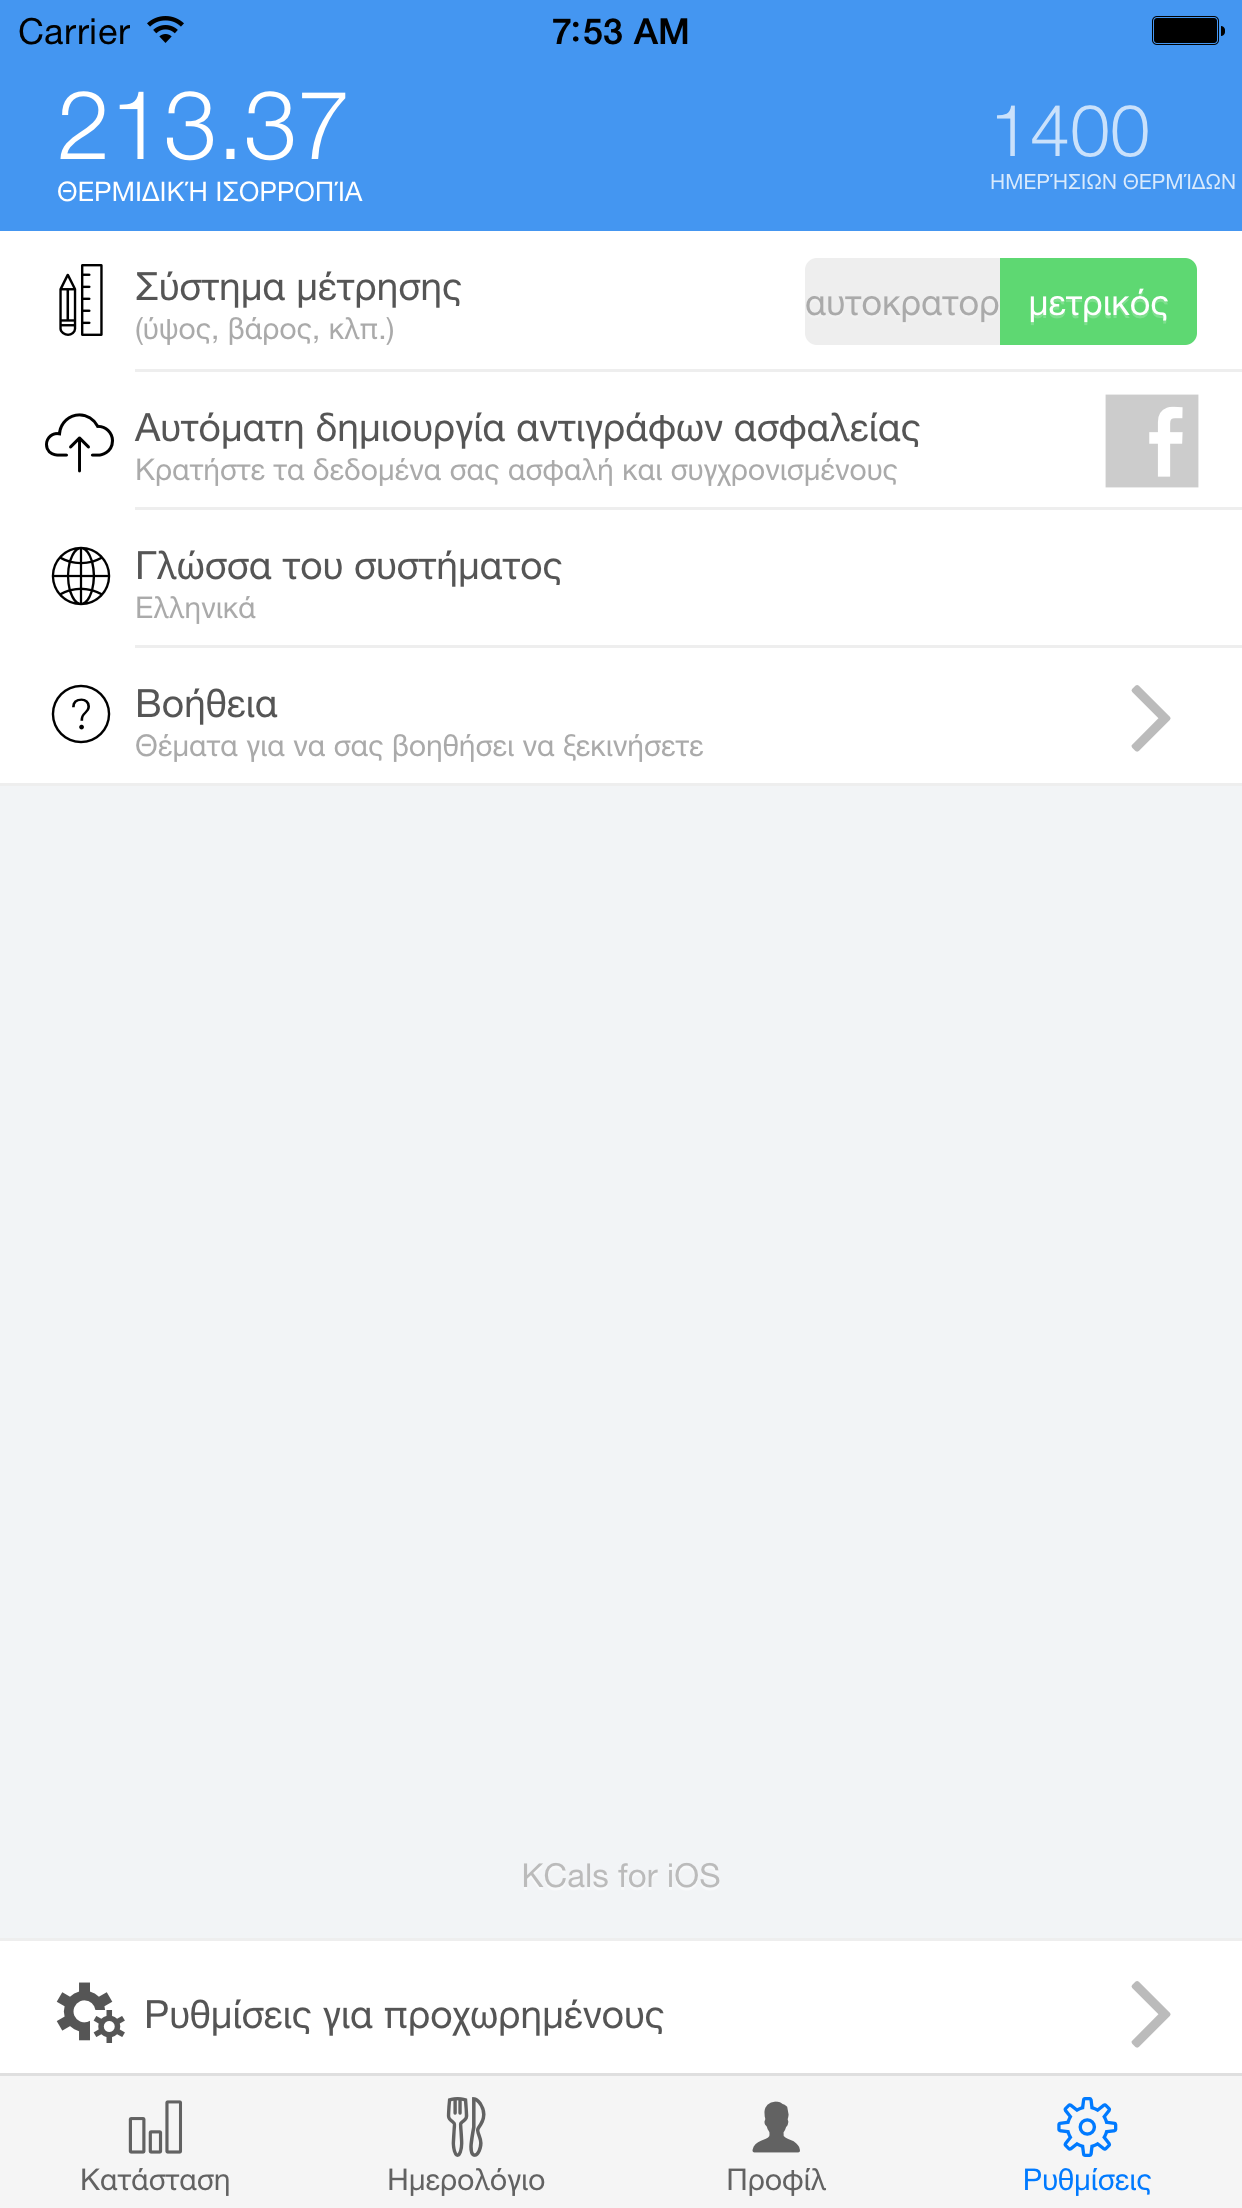 Carrier 7:53 AM
213.37
ΘΕΡΜΙΔΙΚΉ ΙΣΟΡΡΟΠΊΑ
1400
ΗΜΕΡΉΣΙΩΝ ΘΕΡΜΊΔΩΝ
Σύστημα μέτρησης
(ύψος, βάρος, κλπ.)
αυτοκρατορ
μετρικός
Αυτόματη δημιουργία αντιγράφων ασφαλείας
Κρατήστε τα δεδομένα σας ασφαλή και συγχρονισμένους
Γλώσσα του συστήματος
Ελληνικά
Βοήθεια
Θέματα για να σας βοηθήσει να ξεκινήσετε
KCals for iOS
Ρυθμίσεις για προχωρημένους
Κατάσταση
Ημερολόγιο
Προφίλ
Ρυθμίσεις